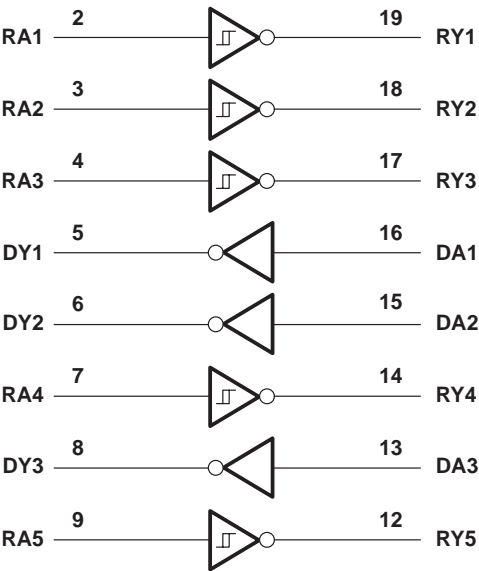 RA1 2 19 RY1
RA2 3 18 RY2
RA3 4 17 RY3
DY1 5 16 DA1
DY2 6 15 DA2
RA4 7 14 RY4
DY3 8 13 DA3
RA5 9 12 RY5